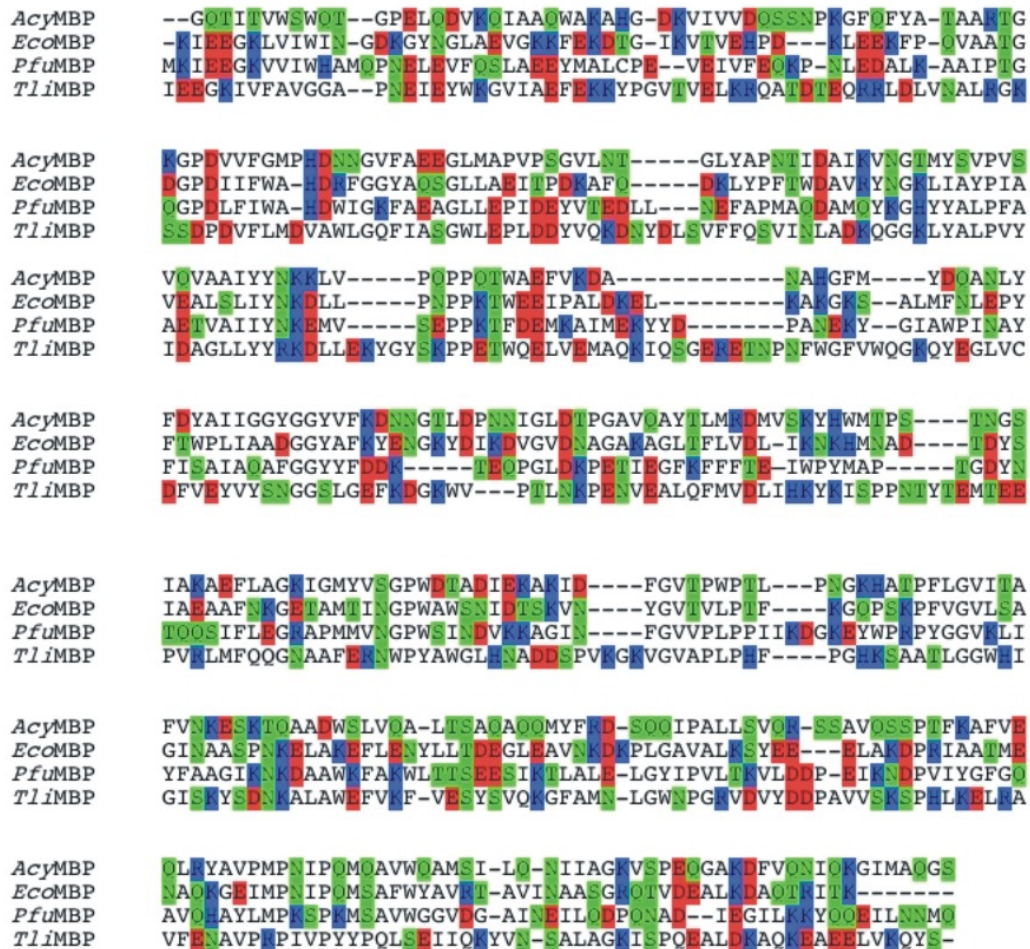 AcyMBP --GQTITVWSWQT--GPELQDVKQIAAQWAKAHG-DKVIVVDQSSNPKGFQFYA-TAARTG
EcoMBP -KIEEGKLVIWIN-GDKGYNGLAEVGKKFEKDTG-IKVTVEHPD---KLEEKFP-QVAATG
PfuMBP MKIEEGKVVIWHAMQPNELEVFQSLAEEYMALCPE--VEIVFEQKP-NLEDALK-AAIPTG
TliMBP IEEGKIVFAVGGA--PNEIEYWKGVIAEFEKKYPGVTVELKRQATDTEQRRLDLVNALRGK
AcyMBP KGPDVVFGMPHDNNGVFAEEGLMAPVPSGVLNT-----GLYAPNTIDAIKVNGTMYSVPVS
EcoMBP DGPDIIFWA-HDRFGGYAQSGLLAEITPDKAFQ-----DKLYPFTWDAVRYNGKLIAYPIA
PfuMBP QGPDLFIWA-HDWIGKFAEAGLLEPIDEYVTEDLL---NEFAPMAQDAMQYKGHYYALPFA
TliMBP SSDPDVFLMDVAWLGQFIASGWLEPLDDYVQKDNYDLSVFFQSVINLADKQGGKLYALPVY
AcyMBP VQVAAIYYNKKLV-----PQPPQTWAEFVKDA------------NAHGFM---YDQANLY
EcoMBP VEALSLIYNKDLL-----PNPPKTWEEIPALDKEL----------KAKGKS--ALMFNLEPY
PfuMBP AETVAIIYNKEMV-----SEPPKTFDEMKAIMEKYYD-------PANEKY--GIAWPINAY
TliMBP IDAGLLYYRKDLLEKYGYSKPPETWQELVEMAQKIQSGERETNPNFWGFVWQGKQYEGLVC
AcyMBP FDYAIIGGYGGYVFKDNNGTLDPNNIGLDTPGAVQAYTLMRDMVSKYHWMTPS----TNGS
EcoMBP FTWPLIAADGGYAFKYENGKYDIKDVGVDNAGAKAGLTFLVDL-IKNKHMNAD----TDYS
PfuMBP FISAIAQAFGGYYFDDK-----TEQPGLDKPETIEGFKFFFTE-IWPYMAP------TGDYN
TliMBP DFVEYVYSNGGSLGEFKDGKWV---PTLNKPENVEALQFMVDLIHKYKISPPNTYTEMTEE
AcyMBP IAKAEFLAGKIGMYVSGPWDTADIEKAKID----FGVTPWPTL---PNGKHATPFLGVITA
EcoMBP IAEAAFNKGETAMTINGPWAWSNIDTSKVN----YGVTVLPTF----KGQPSKPFVGVLSA
PfuMBP TQQSIFLEGRAPMMVNGPWSINDVKKAGIN----FGVVPLPPIIKDGKEYWPRPYGGVKLI
TliMBP PVRLMFQQGNAAFERNWPYAWGLHNADDSPVKGKVGVAPLPHF----PGHKSAATLGGWHI
AcyMBP FVNKESKTQAADWSLVQA-LTSAQAQQMYFRD-SQQIPALLSVQR-SSAVQSSPTFKAFVE
EcoMBP GINAASPNKELAKEFLENYLLTDEGLEAVNKDKPLGAVALKSYEE---ELAKDPRIAATME
PfuMBP YFAAGIKNKDAAWKFAKWLTTSEESIKTLALE-LGYIPVLTKVLDDP-EIKNDPVIYGFGQ
TliMBP GISKYSDNKALAWEFVKF-VESYSVQKGFAMN-LGWNPGRVDVYDDPAVVSKSPHLKELRA
AcyMBP QLRYAVPMPNIPQMQAVWQAMSI-LQ-NIIAGKVSPEQGAKDFVQNIQKGIMAQGS
EcoMBP NAQKGEIMPNIPQMSAFWYAVRT-AVINAASGRQTVDEALKDAQTRITK-------
PfuMBP AVQHAYLMPKSPKMSAVWGGVDG-AINEILQDPQNAD--IEGILKKYQQEILNNMQ
TliMBP VFENAVPRPIVPYYPQLSEIIQKYVN-SALAGKISPQEALDKAQKEAEELVKQYS-